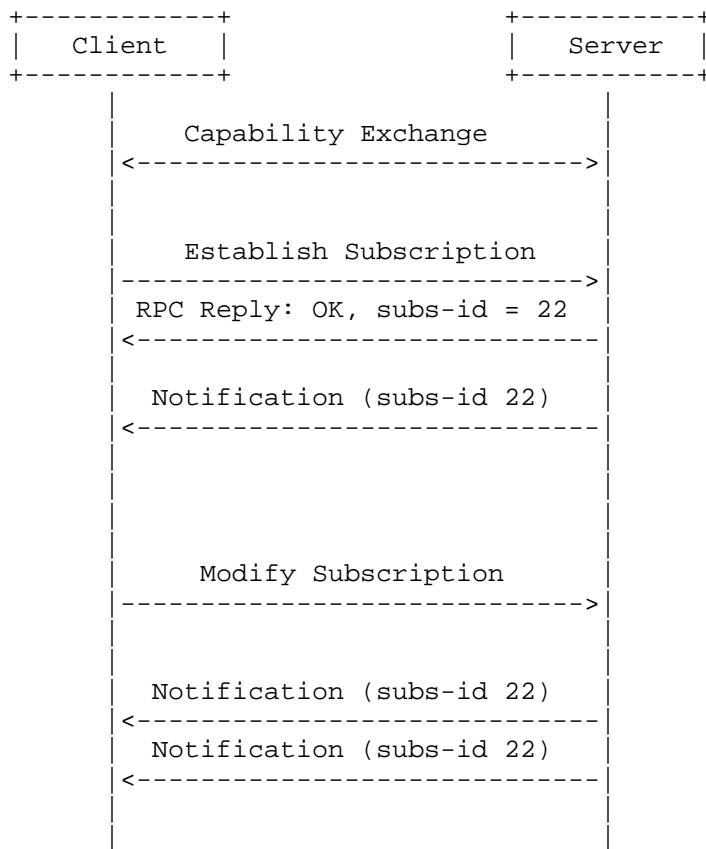 Client Server
Capability Exchange
Establish Subscription
RPC Reply: OK, subs-id = 22
Notification (subs-id 22)
Modify Subscription
Notification (subs-id 22)
Notification (subs-id 22)